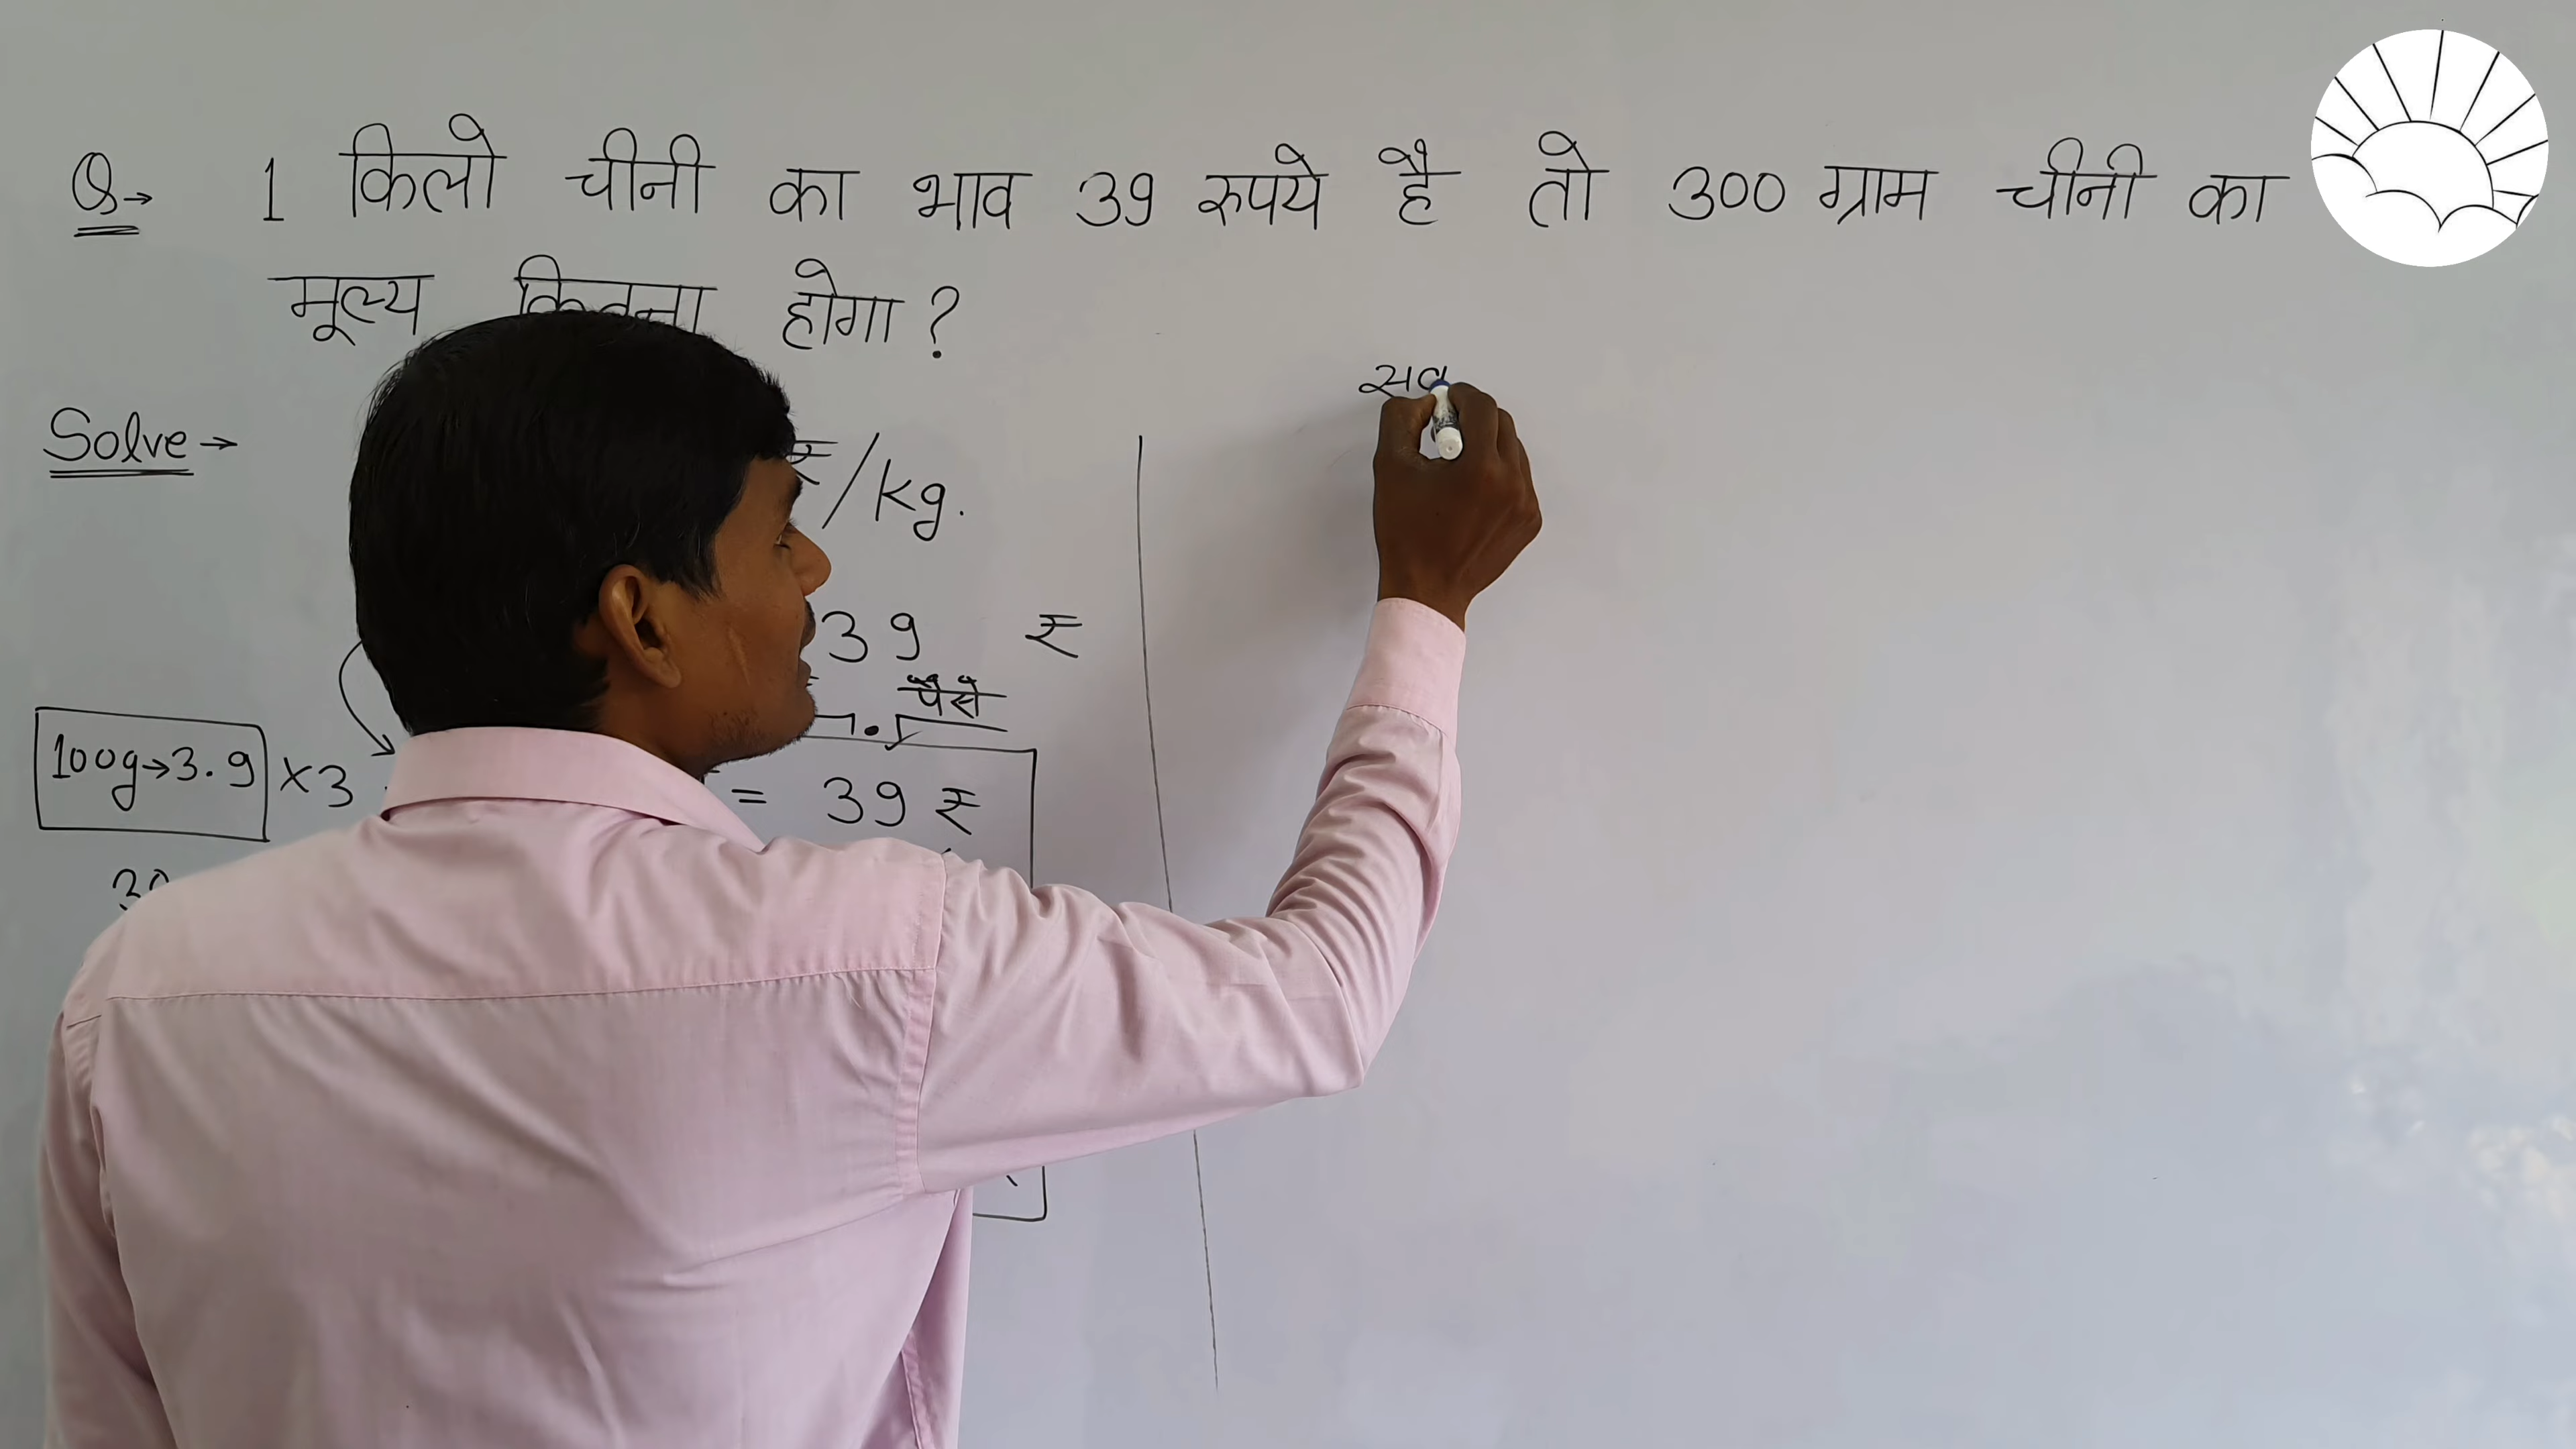 Q→ 1 किलो चीनी का भाव 39 रुपये है तो 300 ग्राम चीनी का
मूल्य कितना होगा ?
Solve →
₹/kg.
39 ₹
पैसे
100g→3.9 ×3
= 39 ₹